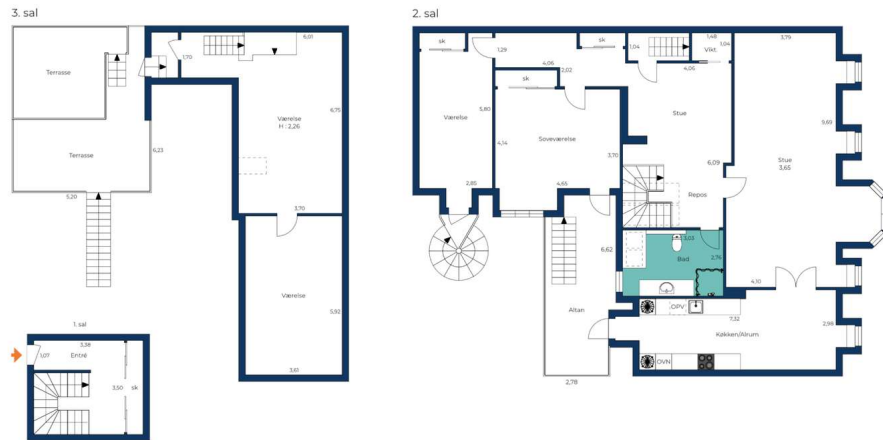 3. sal
Terrasse
Terrasse
5,20
6,23
1,70
6,01
Værelse
H : 2,26
6,75
3,70
Værelse
5,92
3,61
1. sal
3,38
1,07
Entré
3,50
sk
2. sal
sk
1,29
4,06
sk
1,04
1,48
1,04
Vikt.
3,79
2,02
4,06
sk
Værelse
5,80
Stue
4,14
Soveværelse
3,70
9,69
2,85
4,65
6,09
Stue
3,65
Repos
6,62
3,03
2,76
Bad
4,10
Altan
OPV
7,32
Køkken/Alrum
2,98
OVN
2,78